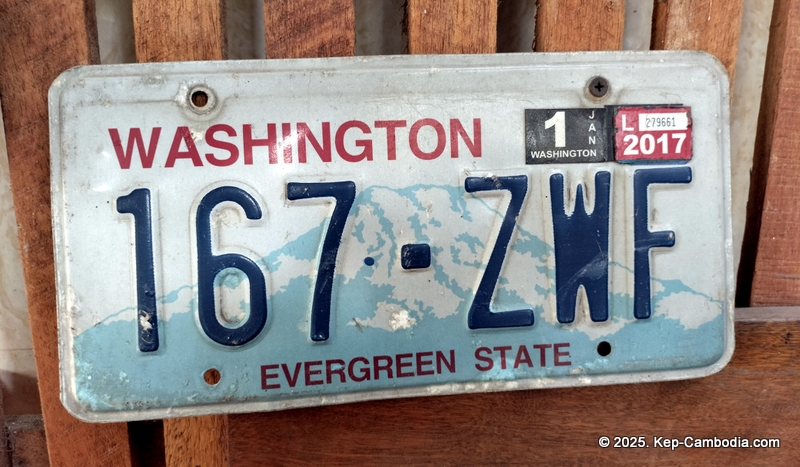 WASHINGTON
1
JAN
WASHINGTON
L 279661
2017
167·ZWF
EVERGREEN STATE
© 2025. Kep-Cambodia.com